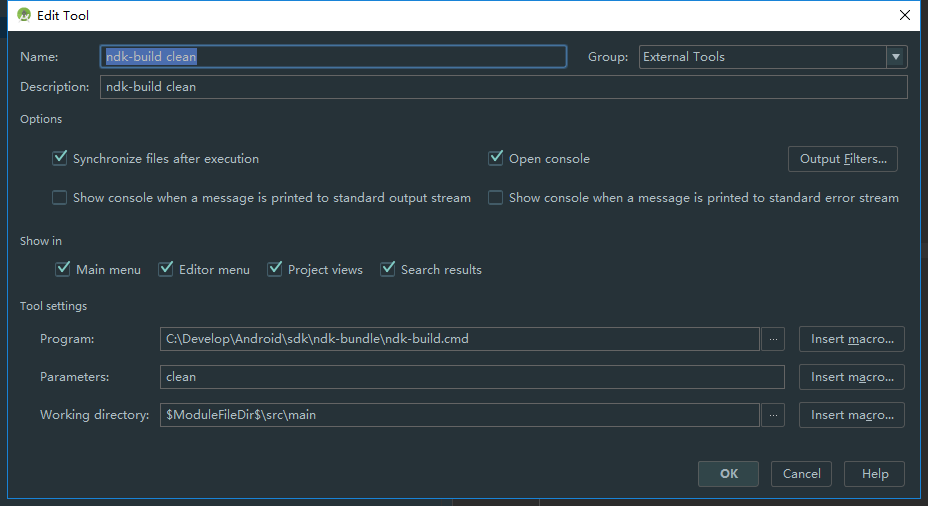 Edit Tool
Name: ndk-build clean Group: External Tools
Description: ndk-build clean
Options
Synchronize files after execution Open console Output Filters...
Show console when a message is printed to standard output stream Show console when a message is printed to standard error stream
Show in
Main menu Editor menu Project views Search results
Tool settings
Program: C:\Develop\Android\sdk\ndk-bundle\ndk-build.cmd ... Insert macro...
Parameters: clean Insert macro...
Working directory: $ModuleFileDir$\src\main ... Insert macro...
OK Cancel Help